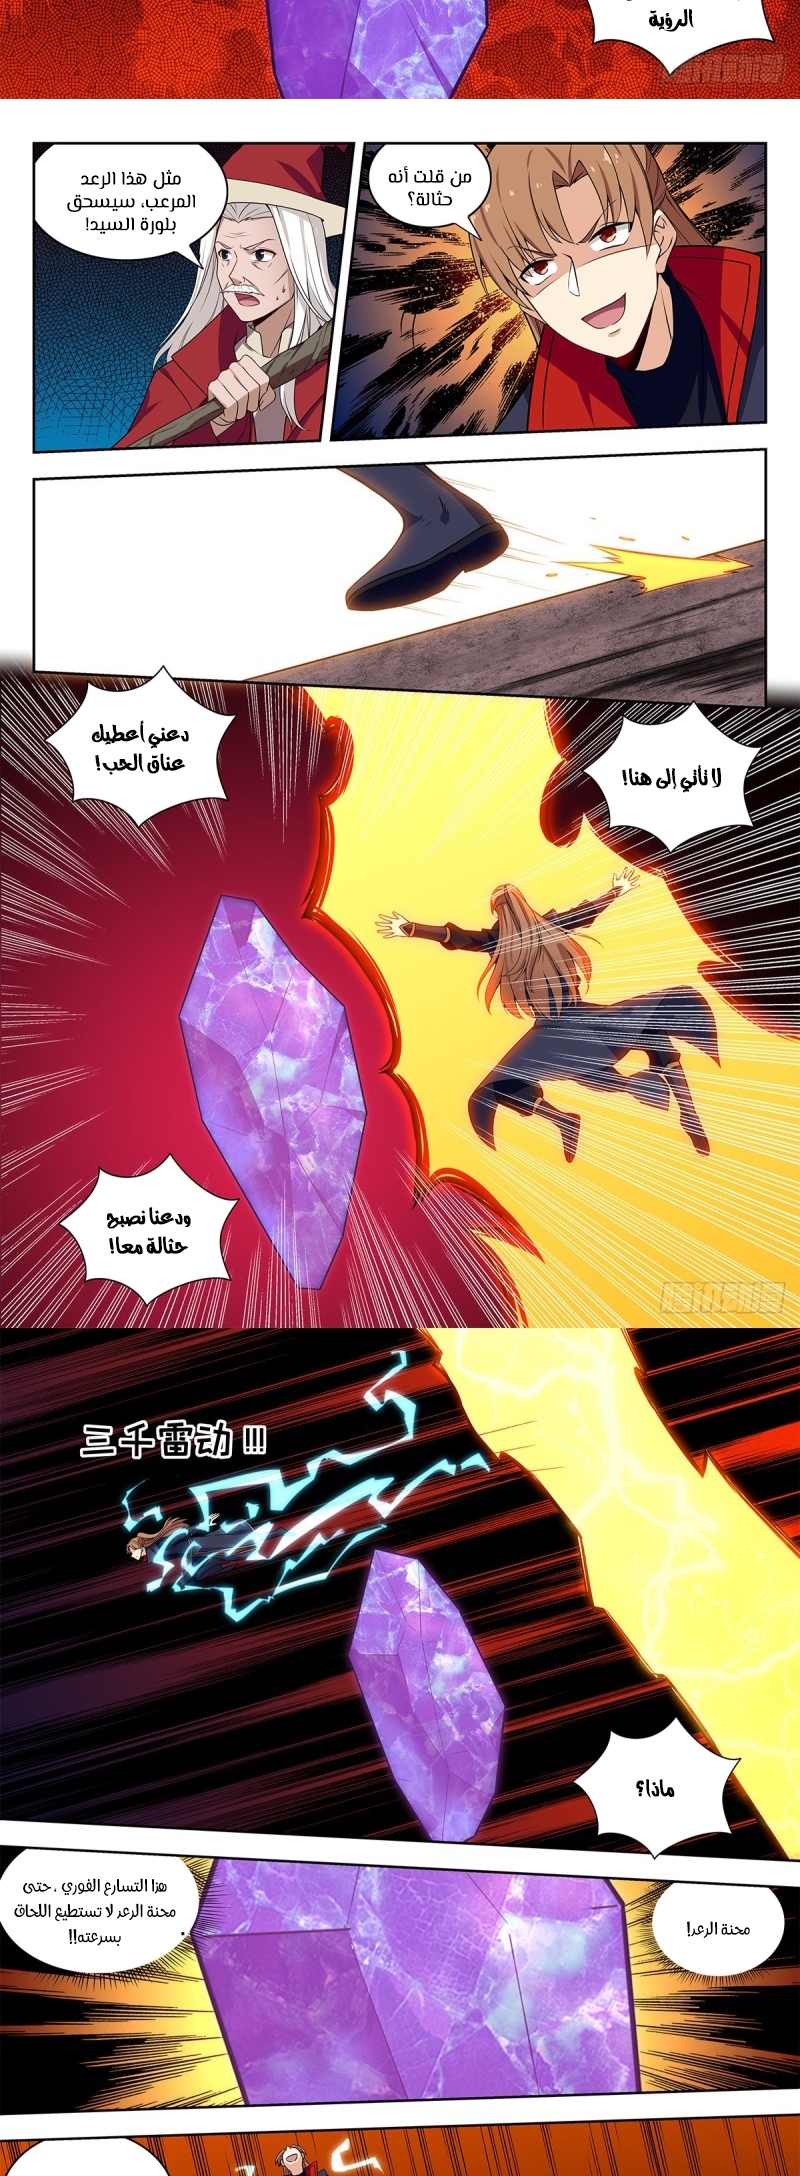 الرؤية
من قلت أنه
حثالة؟
مثل هذا الرعد
المرعب، سيسحق
بلورة السيد!
لا تأتي إلى هنا!
دعني أعطيك
عناق الحب!
ودعنا نصبح
حثالة معا!
三千雷动 !!!
ماذا؟
محنة الرعد!
هذا التسارع الفوري ، حتى
محنة الرعد لا تستطيع اللحاق
بسرعته!!